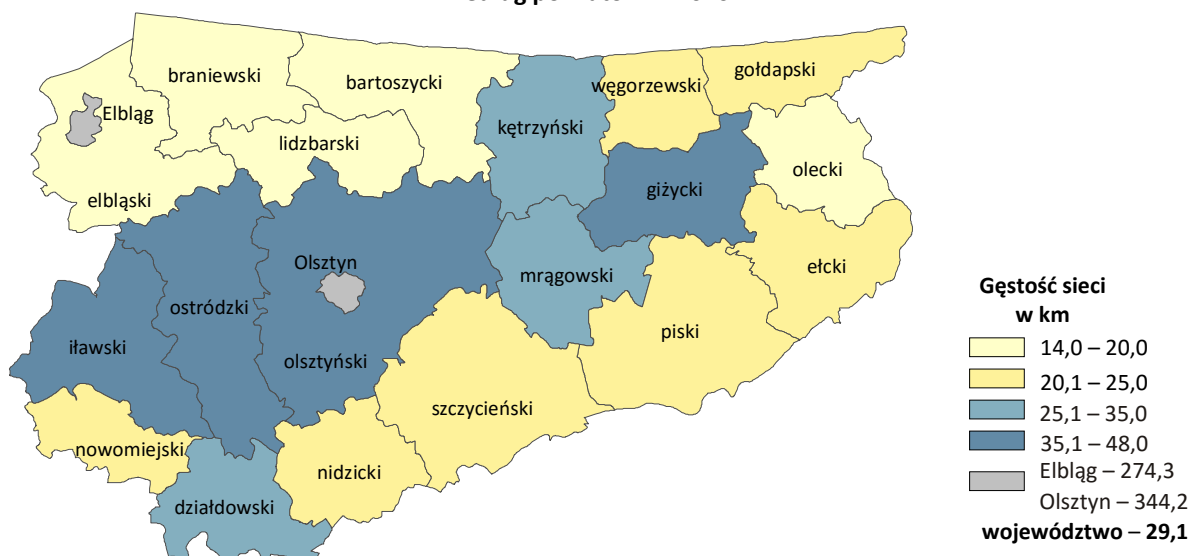 braniewski
bartoszycki
gołdapski
węgorzewski
Elbląg
kętrzyński
lidzbarski
olecki
giżycki
elbląski
Olsztyn
ełcki
mrągowski
ostródzki
piski
iławski
olsztyński
szczycieński
nowomiejski
nidzicki
działdowski
Gęstość sieci
w km
14,0 – 20,0
20,1 – 25,0
25,1 – 35,0
35,1 – 48,0
Elbląg – 274,3
Olsztyn – 344,2
województwo – 29,1